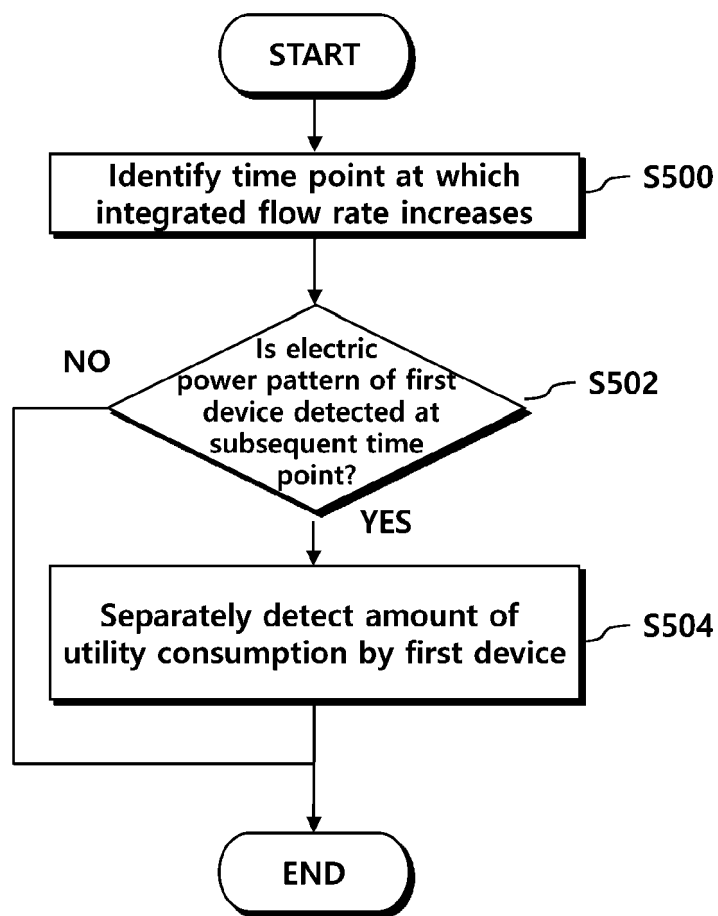 START
Identify time point at which
integrated flow rate increases
S500
NO
Is electric
power pattern of first
device detected at
subsequent time
point?
S502
YES
Separately detect amount of
utility consumption by first device
S504
END